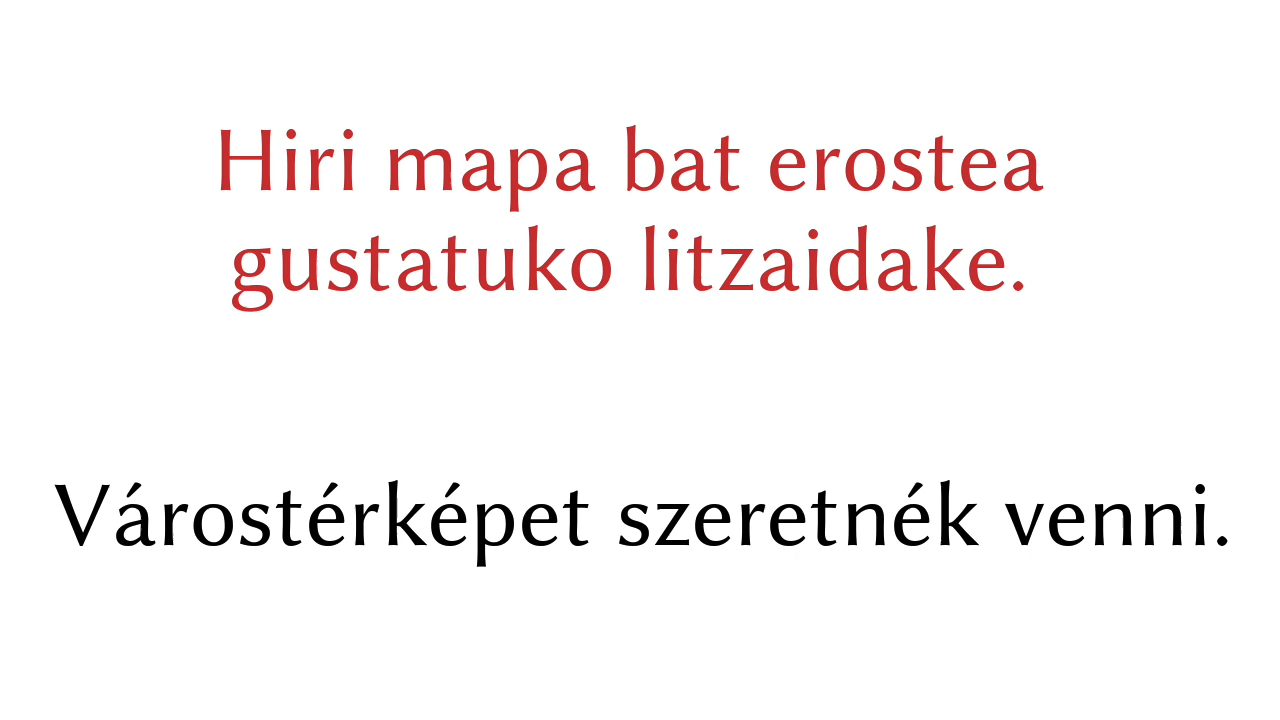 Hiri mapa bat erostea
gustatuko litzaidake.
Várostérképet szeretnék venni.